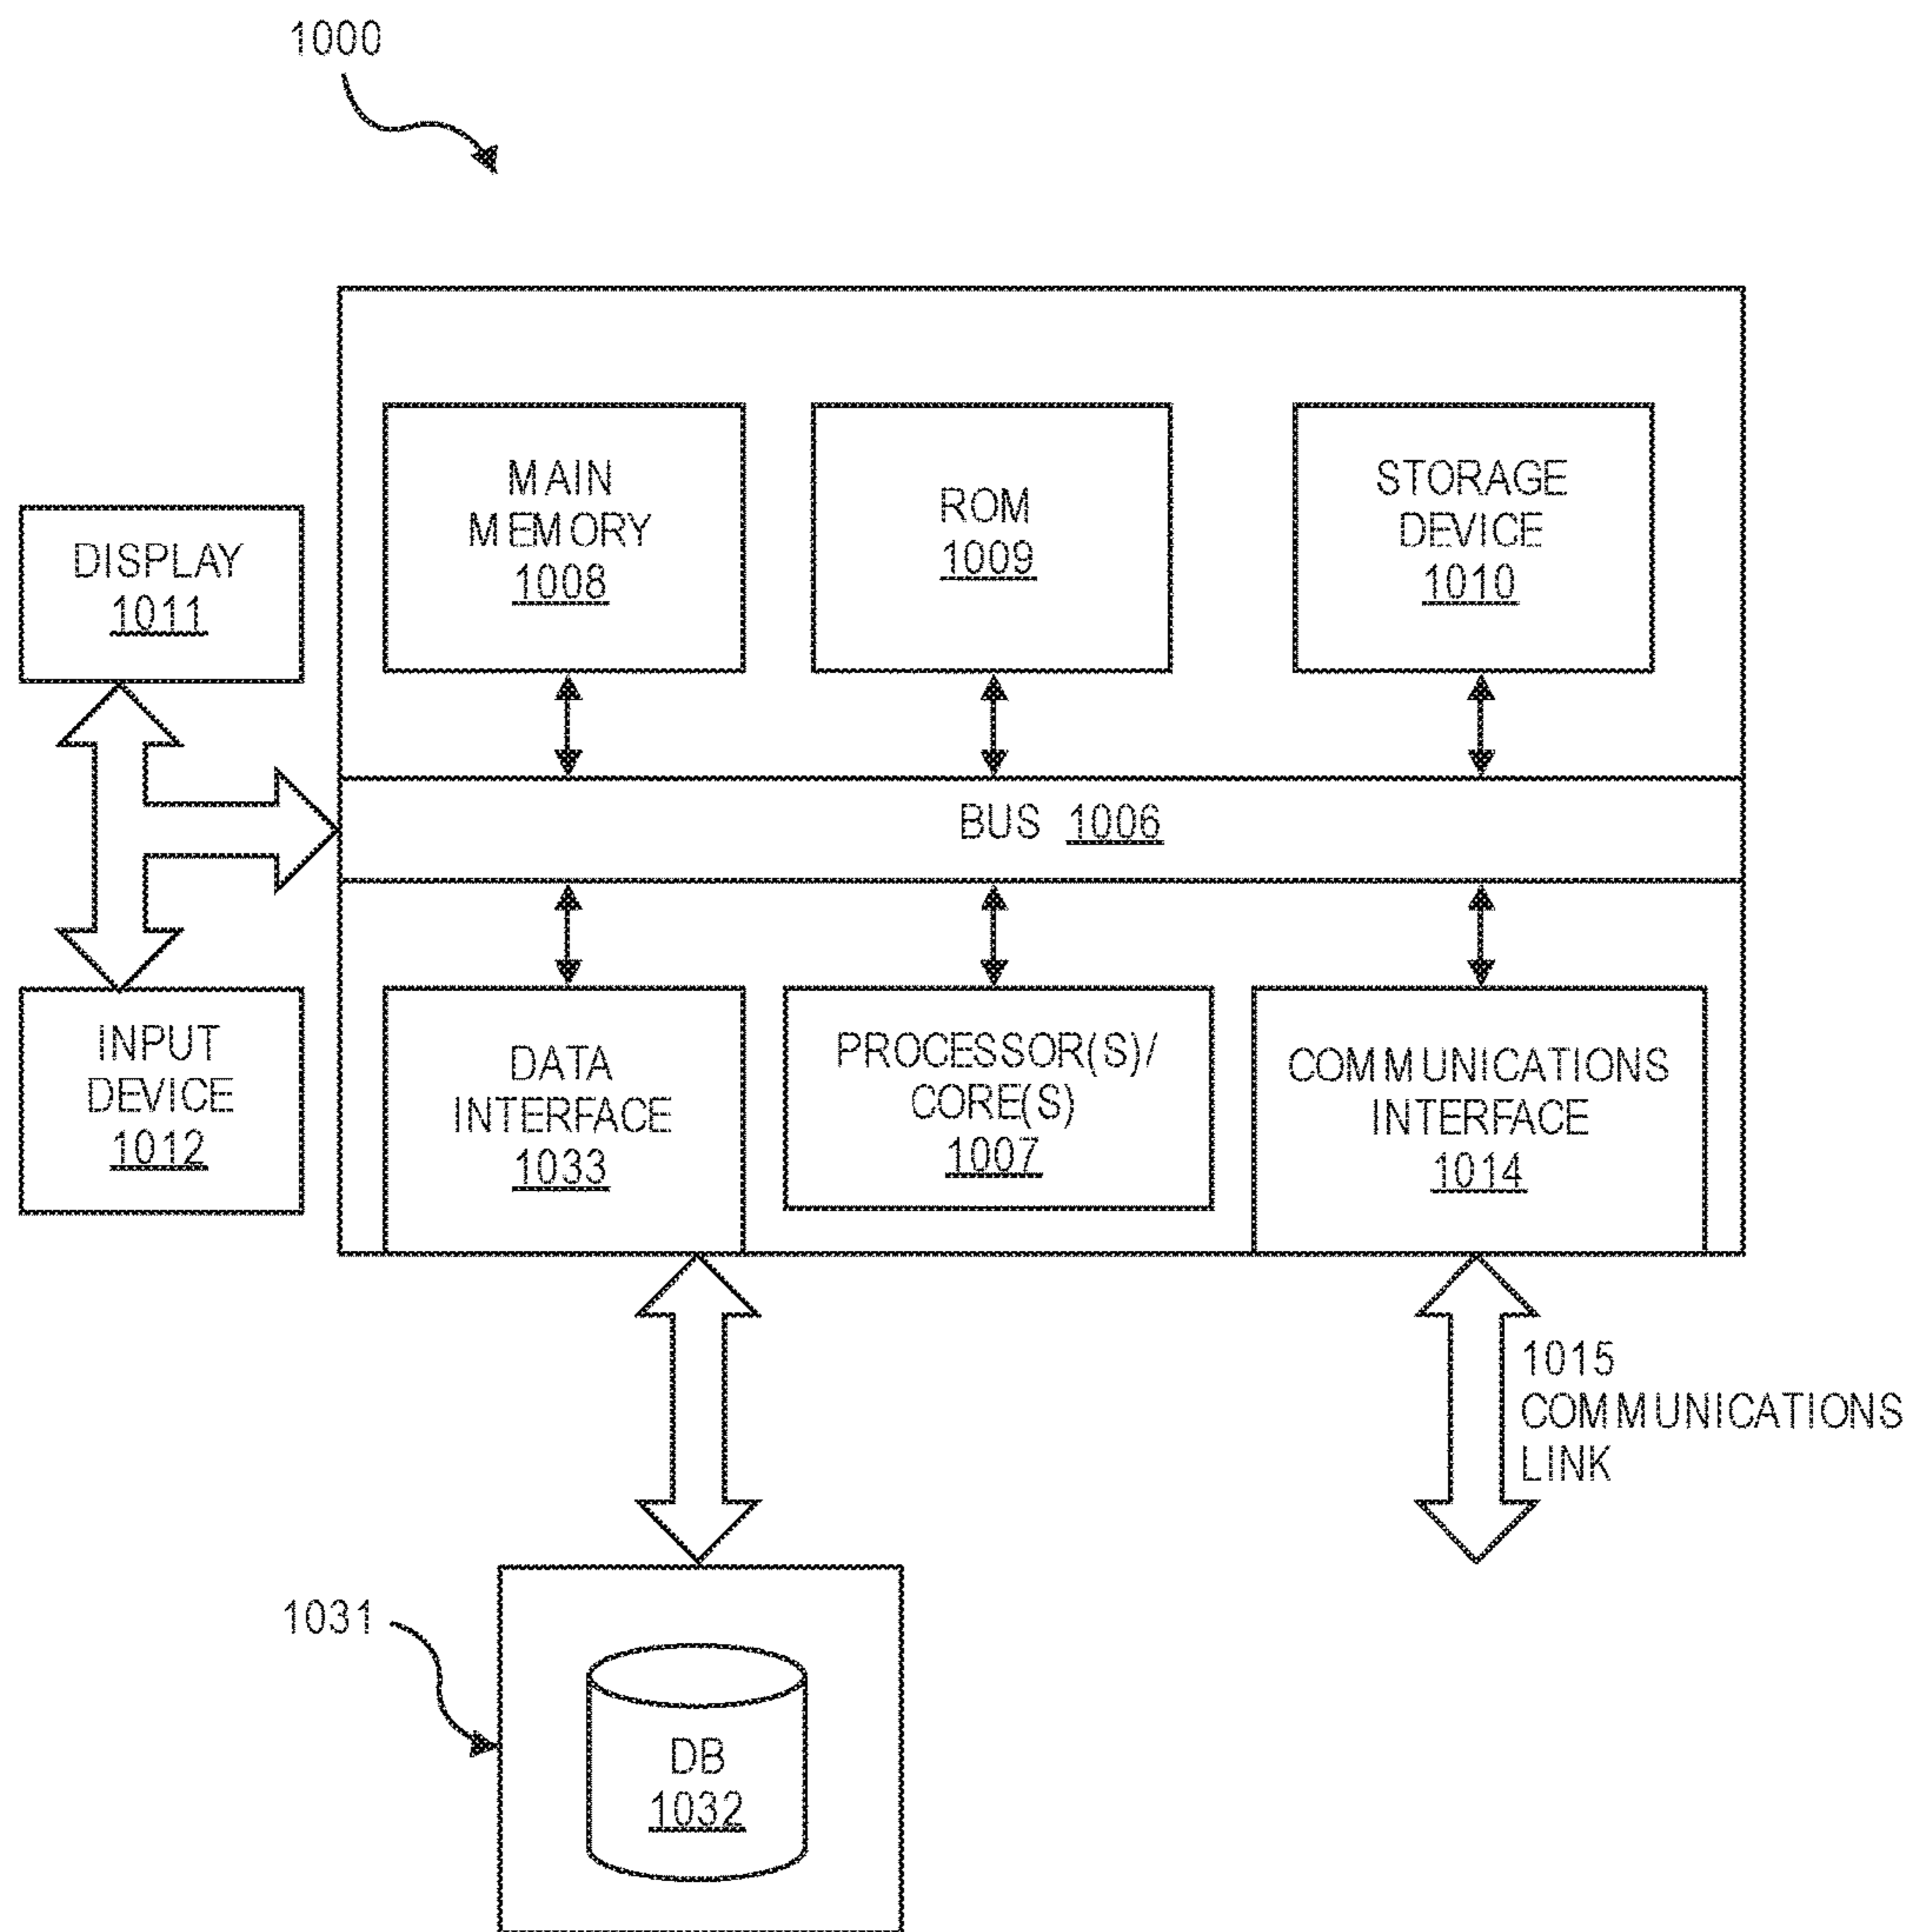 1000
MAIN
MEMORY
1008
ROM
1009
STORAGE
DEVICE
1010
DISPLAY
1011
BUS 1006
INPUT
DEVICE
1012
DATA
INTERFACE
1033
PROCESSOR(S)/
CORE(S)
1007
COMMUNICATIONS
INTERFACE
1014
1015
COMMUNICATIONS
LINK
1031
DB
1032